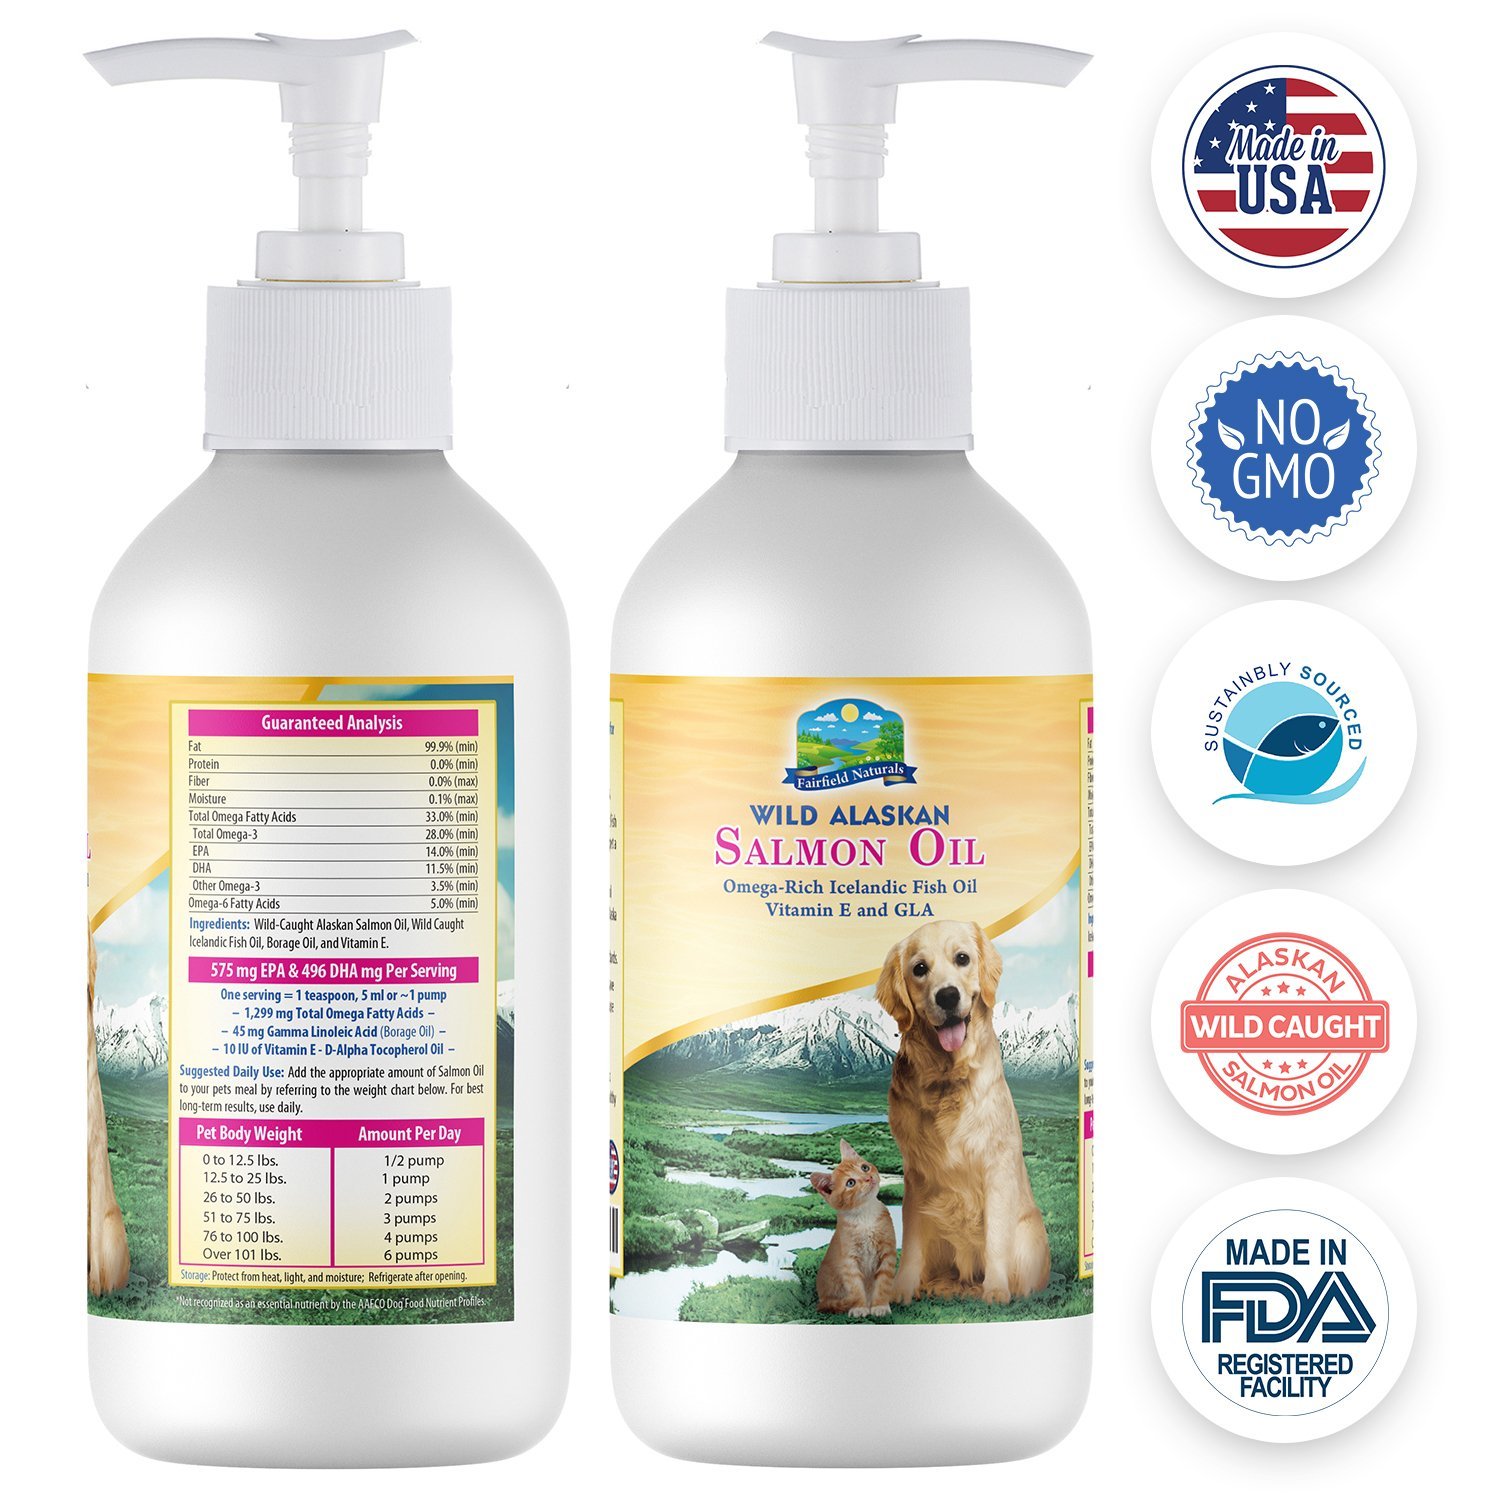 Guaranteed Analysis
Fat 99.9% (min)
Protein 0.0% (min)
Fiber 0.0% (max)
Moisture 0.1% (max)
Total Omega Fatty Acids 33.0% (min)
Total Omega-3 28.0% (min)
EPA 14.0% (min)
DHA 11.5% (min)
Other Omega-3 3.5% (min)
Omega-6 Fatty Acids 5.0% (min)
Ingredients: Wild-Caught Alaskan Salmon Oil, Wild Caught
Icelandic Fish Oil, Borage Oil, and Vitamin E.
575 mg EPA & 496 DHA mg Per Serving
One serving = 1 teaspoon, 5 ml or ~1 pump
– 1,299 mg Total Omega Fatty Acids –
– 45 mg Gamma Linoleic Acid (Borage Oil) –
– 10 IU of Vitamin E - D-Alpha Tocopherol Oil –
Suggested Daily Use: Add the appropriate amount of Salmon Oil
to your pets meal by referring to the weight chart below. For best
long-term results, use daily.
Pet Body Weight Amount Per Day
0 to 12.5 lbs. 1/2 pump
12.5 to 25 lbs. 1 pump
26 to 50 lbs. 2 pumps
51 to 75 lbs. 3 pumps
76 to 100 lbs. 4 pumps
Over 101 lbs. 6 pumps
Storage: Protect from heat, light, and moisture; Refrigerate after opening.
*Not recognized as an essential nutrient by the AAFCO Dog Food Nutrient Profiles.
Fairfield Naturals
WILD ALASKAN
SALMON OIL
Omega-Rich Icelandic Fish Oil
Vitamin E and GLA
Made in
USA
NO
GMO
SUSTAINBLY SOURCED
ALASKAN
WILD CAUGHT
SALMON OIL
MADE IN
FDA
REGISTERED
FACILITY